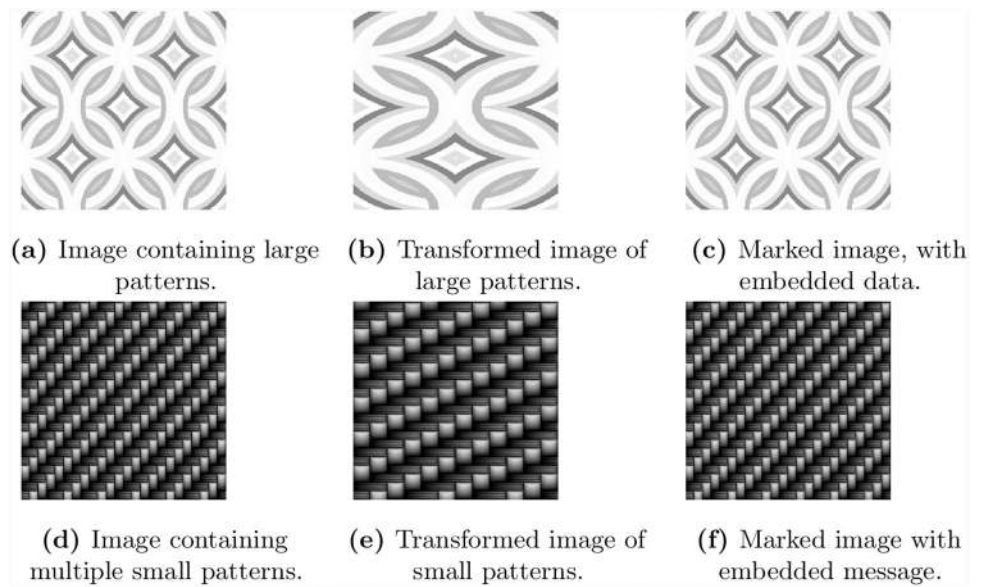 (a) Image containing large
patterns.
(b) Transformed image of
large patterns.
(c) Marked image, with
embedded data.
(d) Image containing
multiple small patterns.
(e) Transformed image of
small patterns.
(f) Marked image with
embedded message.